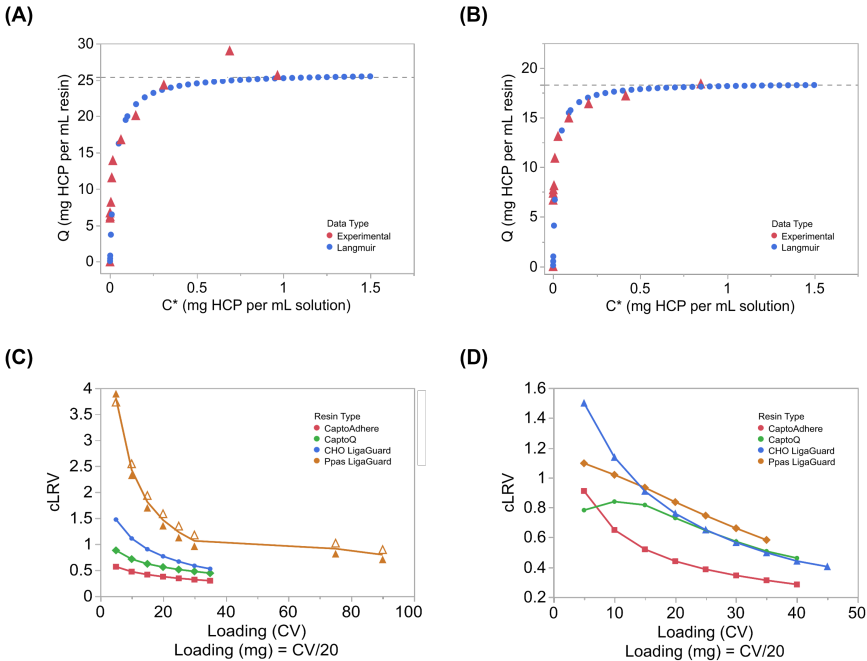 (A)
30
25
20
15
10
5
0
Q (mg HCP per mL resin)
0
0.5
1
1.5
C* (mg HCP per mL solution)
Data Type
Experimental
Langmuir
(B)
20
15
10
5
0
Q (mg HCP per mL resin)
0
0.5
1
1.5
C* (mg HCP per mL solution)
Data Type
Experimental
Langmuir
(C)
4
3.5
3
2.5
2
1.5
1
0.5
0
cLRV
0
20
40
60
80
100
Loading (CV)
Loading (mg) = CV/20
Resin Type
CaptoAdhere
CaptoQ
CHO LigaGuard
Ppas LigaGuard
(D)
1.6
1.4
1.2
1
0.8
0.6
0.4
0.2
cLRV
0
10
20
30
40
50
Loading (CV)
Loading (mg) = CV/20
Resin Type
CaptoAdhere
CaptoQ
CHO LigaGuard
Ppas LigaGuard